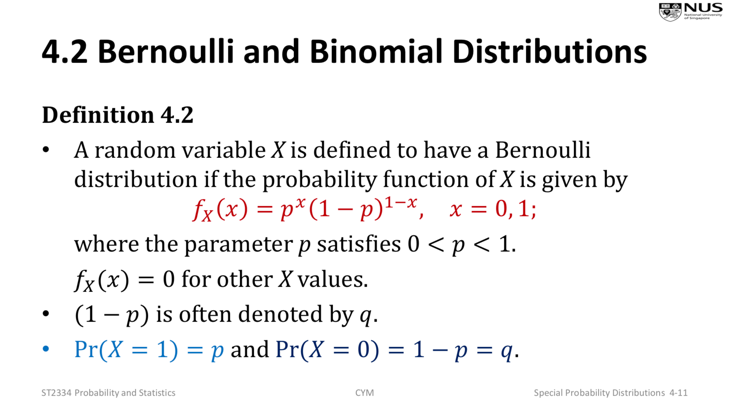 NUS
National University
of Singapore
4.2 Bernoulli and Binomial Distributions
Definition 4.2
• A random variable X is defined to have a Bernoulli
distribution if the probability function of X is given by
f_X(x) = p^x(1 − p)^{1−x},   x = 0, 1;
where the parameter p satisfies 0 < p < 1.
f_X(x) = 0 for other X values.
• (1 − p) is often denoted by q.
• Pr(X = 1) = p and Pr(X = 0) = 1 − p = q.
ST2334 Probability and Statistics
CYM
Special Probability Distributions 4-11